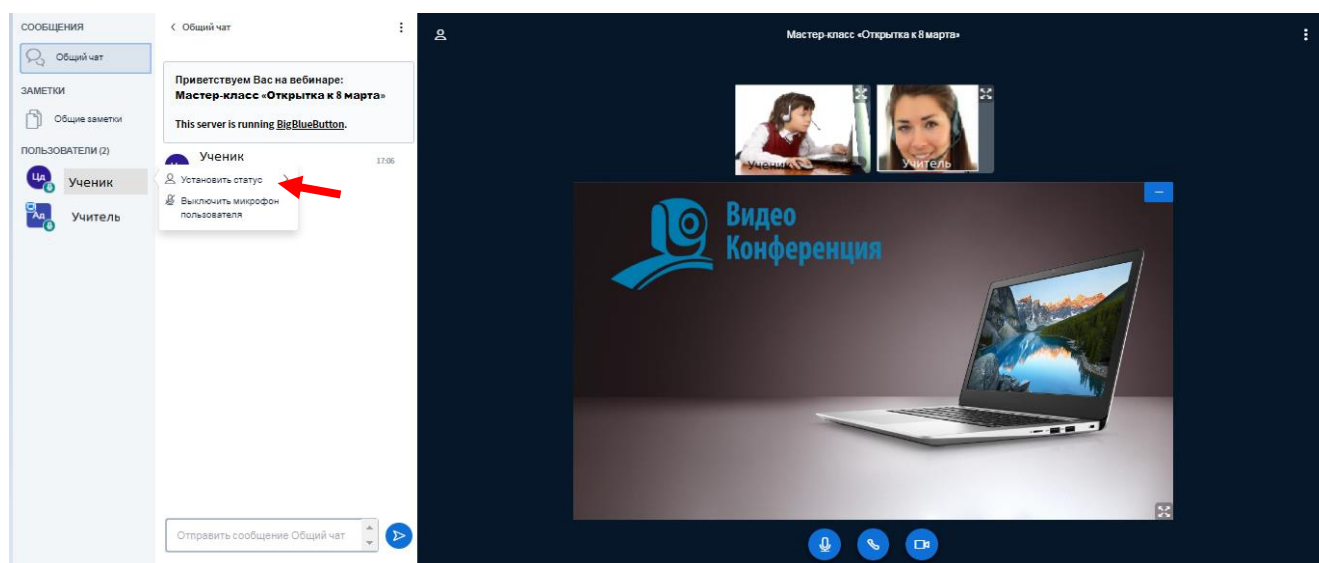 СООБЩЕНИЯ
Общий чат
ЗАМЕТКИ
Общие заметки
ПОЛЬЗОВАТЕЛИ (2)
Цд
Ученик
Ад
Учитель
Общий чат
Приветствуем Вас на вебинаре:
Мастер-класс «Открытка к 8 марта»
This server is running BigBlueButton.
Ученик
17:06
Установить статус
Выключить микрофон
пользователя
Отправить сообщение Общий чат
Мастер-класс «Открытка к 8 марта»
Ученик
Учитель
Видео
Конференция